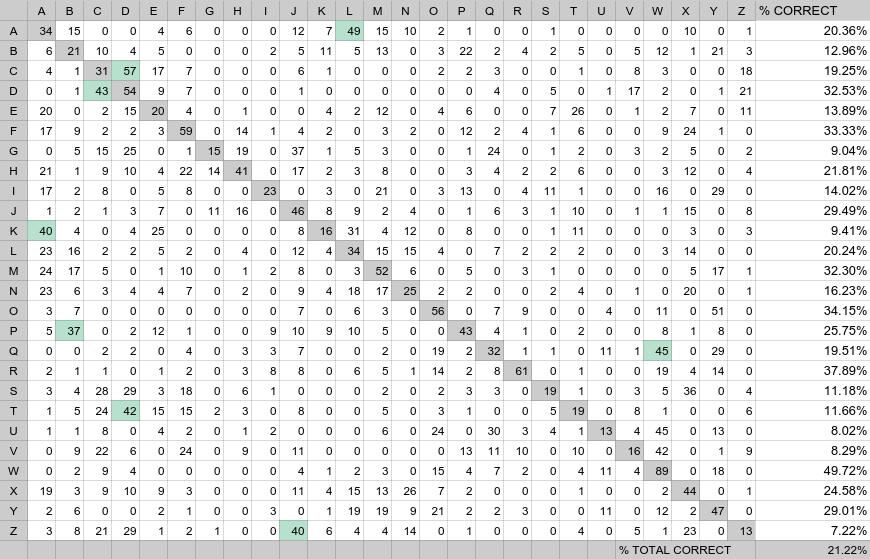 A B C D E F G H I J K L M N O P Q R S T U V W X Y Z % CORRECT
A 34 15 0 0 4 6 0 0 0 12 7 49 15 10 2 1 0 0 1 0 0 0 0 10 0 1 20.36%
B 6 21 10 4 5 0 0 0 2 5 11 5 13 0 3 22 2 4 2 5 0 5 12 1 21 3 12.96%
C 4 1 31 57 17 7 0 0 0 6 1 0 0 0 2 2 3 0 0 1 0 8 3 0 0 18 19.25%
D 0 1 43 54 9 7 0 0 0 1 0 0 0 0 0 0 4 0 5 0 1 17 2 0 1 21 32.53%
E 20 0 2 15 20 4 0 1 0 0 4 2 12 0 4 6 0 0 7 26 0 1 2 7 0 11 13.89%
F 17 9 2 2 3 59 0 14 1 4 2 0 3 2 0 12 2 4 1 6 0 0 9 24 1 0 33.33%
G 0 5 15 25 0 1 15 19 0 37 1 5 3 0 0 1 24 0 1 2 0 3 2 5 0 2 9.04%
H 21 1 9 10 4 22 14 41 0 17 2 3 8 0 0 3 4 2 2 6 0 0 3 12 0 4 21.81%
I 17 2 8 0 5 8 0 0 23 0 3 0 21 0 3 13 0 4 11 1 0 0 16 0 29 0 14.02%
J 1 2 1 3 7 0 11 16 0 46 8 9 2 4 0 1 6 3 1 10 0 1 1 15 0 8 29.49%
K 40 4 0 4 25 0 0 0 0 8 16 31 4 12 0 8 0 0 1 11 0 0 0 3 0 3 9.41%
L 23 16 2 2 5 2 0 4 0 12 4 34 15 15 4 0 7 2 2 2 0 0 3 14 0 0 20.24%
M 24 17 5 0 1 10 0 1 2 8 0 3 52 6 0 5 0 3 1 0 0 0 0 5 17 1 32.30%
N 23 6 3 4 4 7 0 2 0 9 4 18 17 25 2 2 0 0 2 4 0 1 0 20 0 1 16.23%
O 3 7 0 0 0 0 0 0 0 7 0 6 3 0 56 0 7 9 0 0 4 0 11 0 51 0 34.15%
P 5 37 0 2 12 1 0 0 9 10 9 10 5 0 0 43 4 1 0 2 0 0 8 1 8 0 25.75%
Q 0 0 2 2 0 4 0 3 3 7 0 0 2 0 19 2 32 1 1 0 11 1 45 0 29 0 19.51%
R 2 1 1 0 1 2 0 3 8 8 0 6 5 1 14 2 8 61 1 0 0 0 19 4 14 0 37.89%
S 3 4 28 29 3 18 0 6 1 0 0 0 0 0 2 3 3 0 19 1 0 3 5 36 0 4 11.18%
T 1 5 24 42 15 15 2 3 0 8 0 0 5 0 3 1 0 0 5 19 0 8 1 0 0 6 11.66%
U 1 1 8 0 4 2 0 1 2 0 0 0 6 0 24 0 30 3 4 1 13 4 45 0 13 0 8.02%
V 0 9 22 6 0 24 0 9 0 11 0 0 0 0 0 13 11 10 0 10 0 16 42 0 1 9 8.29%
W 0 2 9 4 0 0 0 0 0 4 1 2 3 0 15 4 7 2 0 4 11 4 89 0 18 0 49.72%
X 19 3 9 10 9 3 0 0 0 11 4 15 13 26 7 2 0 0 0 1 0 0 2 44 0 1 24.58%
Y 2 6 0 0 2 1 0 0 3 0 1 19 19 9 21 2 2 3 0 0 11 0 12 2 47 0 29.01%
Z 3 8 21 29 1 2 1 0 0 40 6 4 4 14 0 1 0 2 0 4 0 5 1 23 0 13 7.22%
% TOTAL CORRECT 21.22%